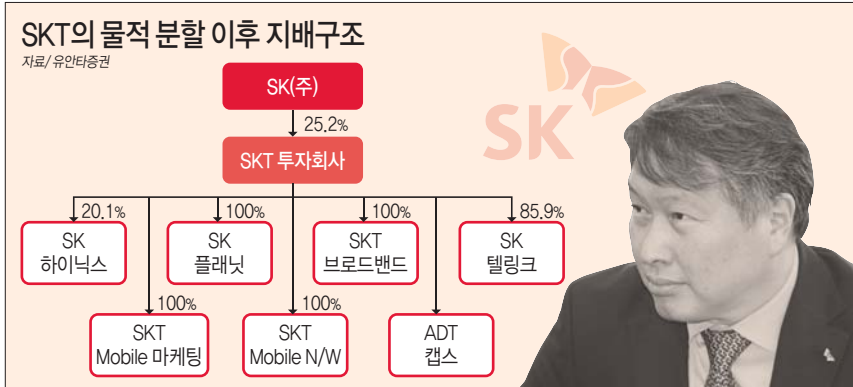 SKT의 물적 분할 이후 지배구조
자료/유안타증권
SK
SK(주)
25.2%
SKT 투자회사
20.1%
100%
100%
85.9%
SK
하이닉스
SK
플래닛
SKT
브로드밴드
SK
텔링크
100%
100%
SKT
Mobile 마케팅
SKT
Mobile N/W
ADT
캡스